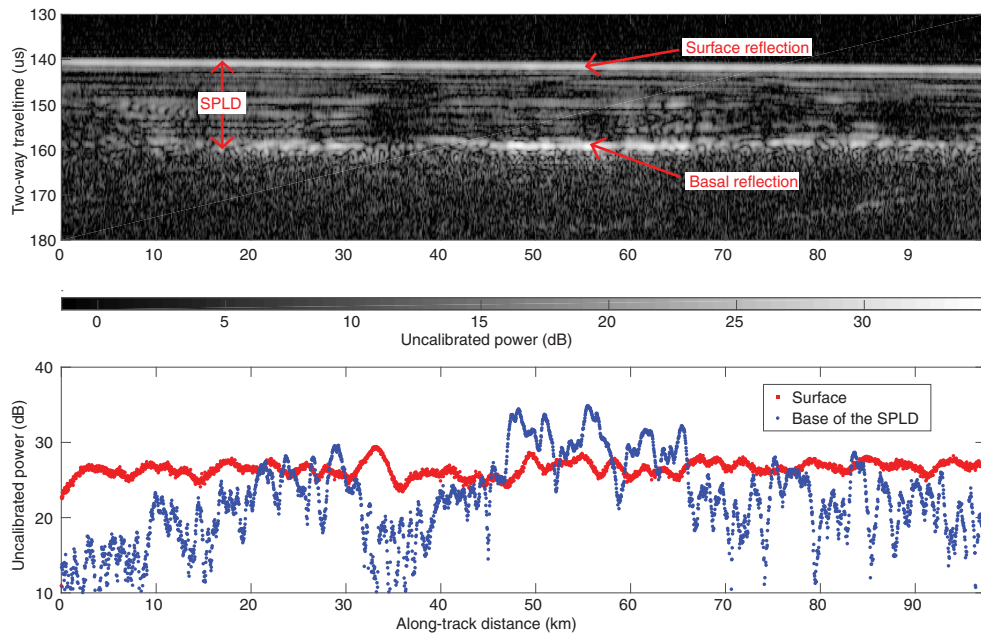 130
140
150
160
170
180
Two-way traveltime (us)
Surface reflection
SPLD
Basal reflection
0 10 20 30 40 50 60 70 80 9
0 5 10 15 20 25 30
Uncalibrated power (dB)
40
30
20
10
Uncalibrated power (dB)
Surface
Base of the SPLD
0 10 20 30 40 50 60 70 80 90
Along-track distance (km)